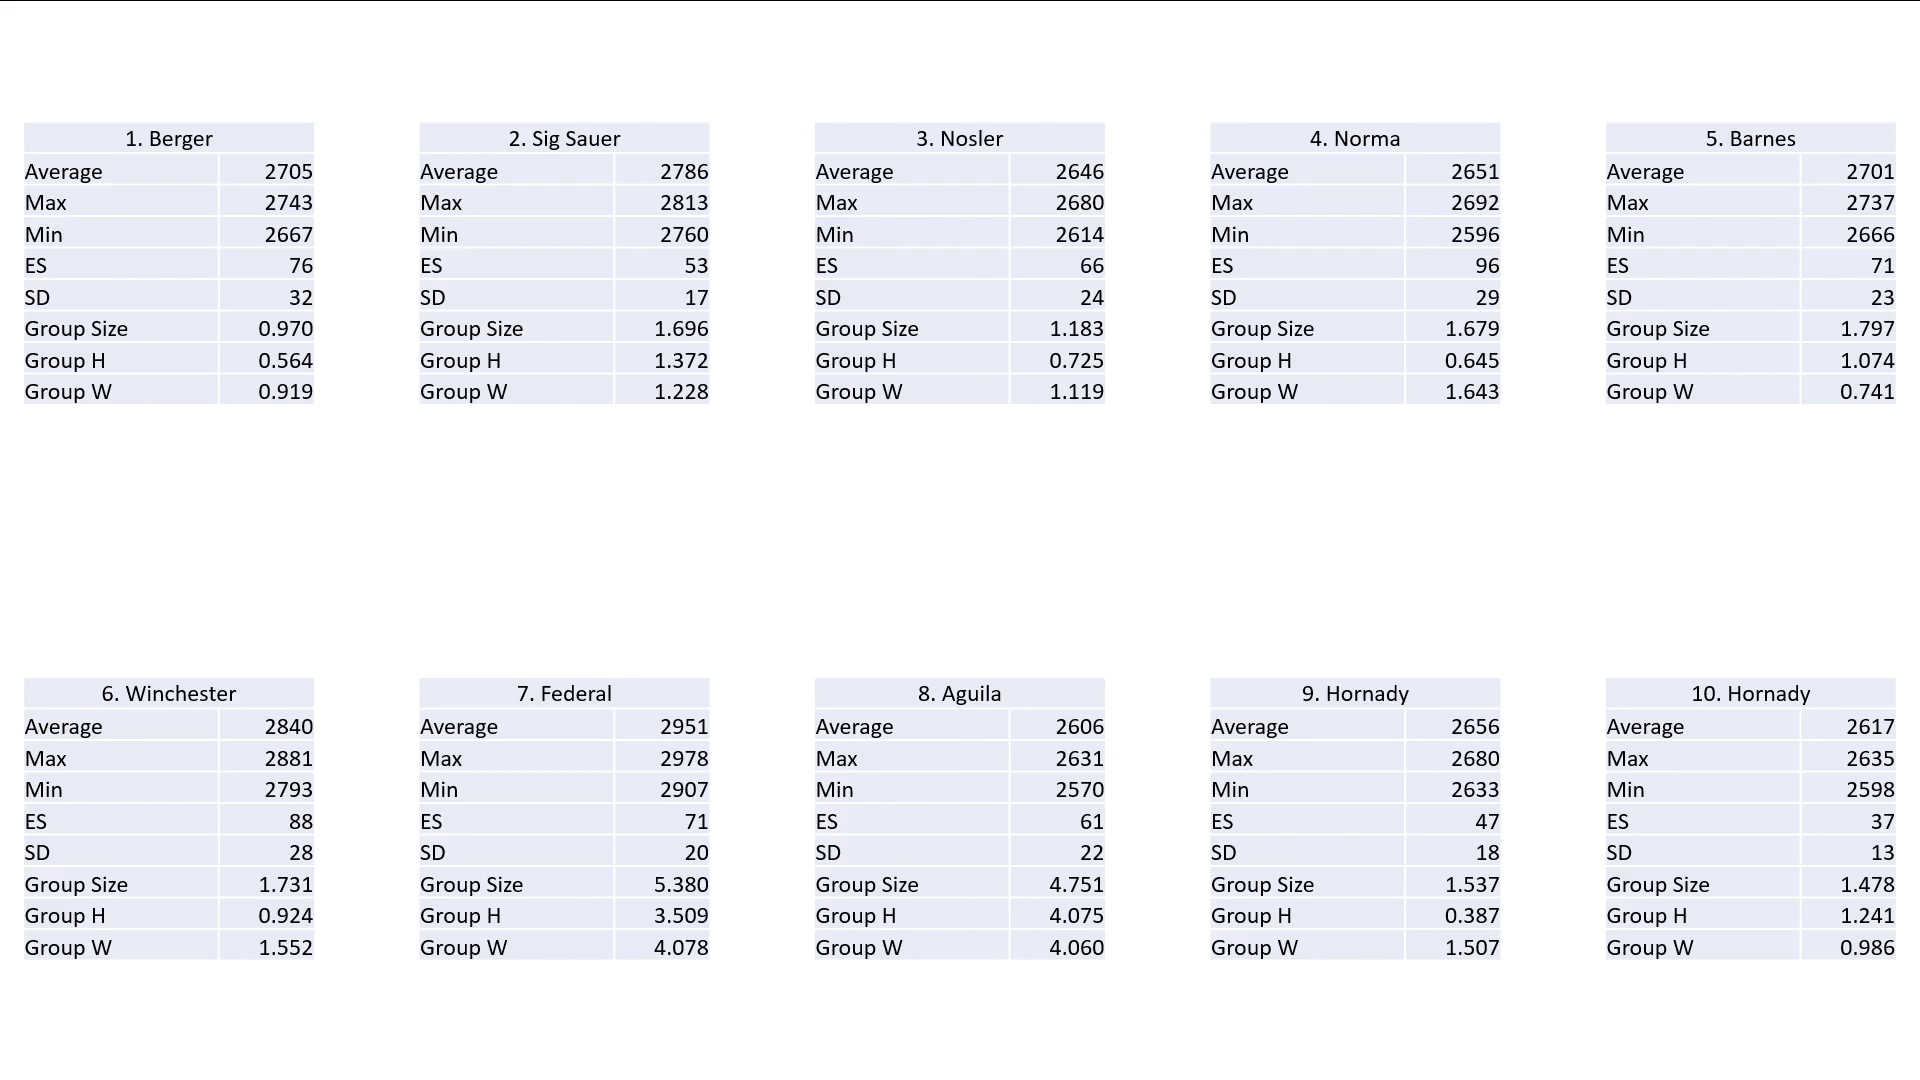 1. Berger
Average 2705
Max 2743
Min 2667
ES 76
SD 32
Group Size 0.970
Group H 0.564
Group W 0.919
2. Sig Sauer
Average 2786
Max 2813
Min 2760
ES 53
SD 17
Group Size 1.696
Group H 1.372
Group W 1.228
3. Nosler
Average 2646
Max 2680
Min 2614
ES 66
SD 24
Group Size 1.183
Group H 0.725
Group W 1.119
4. Norma
Average 2651
Max 2692
Min 2596
ES 96
SD 29
Group Size 1.679
Group H 0.645
Group W 1.643
5. Barnes
Average 2701
Max 2737
Min 2666
ES 71
SD 23
Group Size 1.797
Group H 1.074
Group W 0.741
6. Winchester
Average 2840
Max 2881
Min 2793
ES 88
SD 28
Group Size 1.731
Group H 0.924
Group W 1.552
7. Federal
Average 2951
Max 2978
Min 2907
ES 71
SD 20
Group Size 5.380
Group H 3.509
Group W 4.078
8. Aguila
Average 2606
Max 2631
Min 2570
ES 61
SD 22
Group Size 4.751
Group H 4.075
Group W 4.060
9. Hornady
Average 2656
Max 2680
Min 2633
ES 47
SD 18
Group Size 1.537
Group H 0.387
Group W 1.507
10. Hornady
Average 2617
Max 2635
Min 2598
ES 37
SD 13
Group Size 1.478
Group H 1.241
Group W 0.986